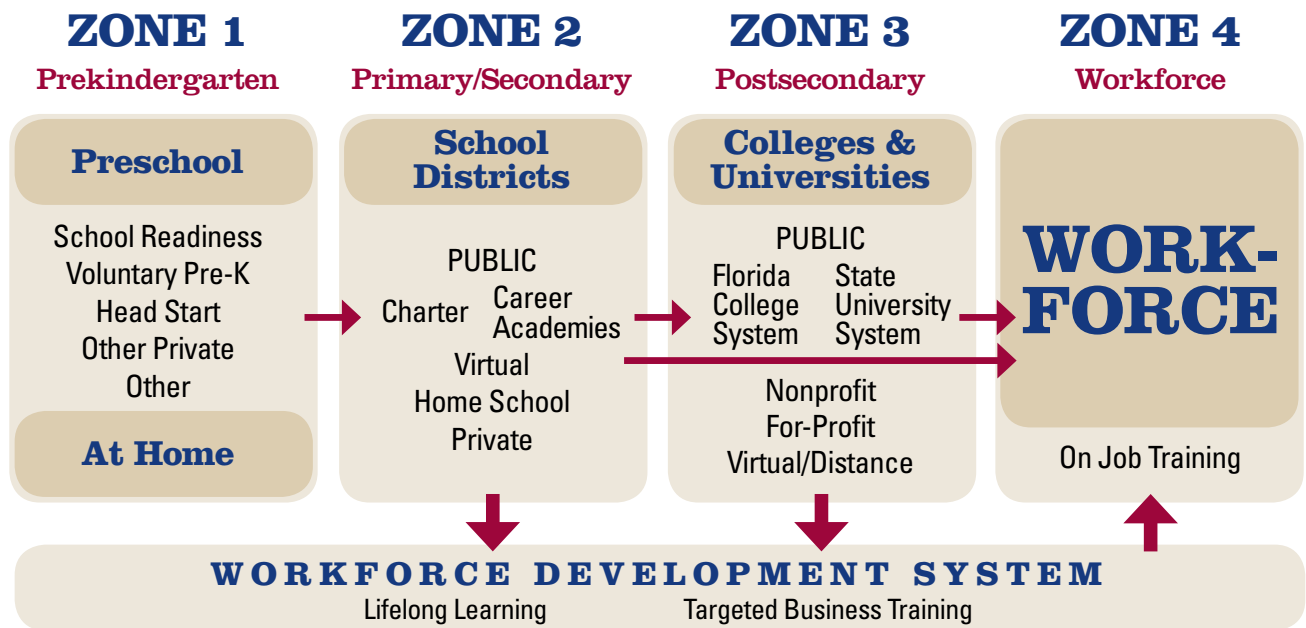 ZONE 1
Prekindergarten
Preschool
School Readiness
Voluntary Pre-K
Head Start
Other Private
Other
At Home
ZONE 2
Primary/Secondary
School
Districts
PUBLIC
Charter
Career
Academies
Virtual
Home School
Private
ZONE 3
Postsecondary
Colleges &
Universities
PUBLIC
Florida
College
System
State
University
System
Nonprofit
For-Profit
Virtual/Distance
ZONE 4
Workforce
WORK-
FORCE
On Job Training
WORKFORCE DEVELOPMENT SYSTEM
Lifelong Learning
Targeted Business Training